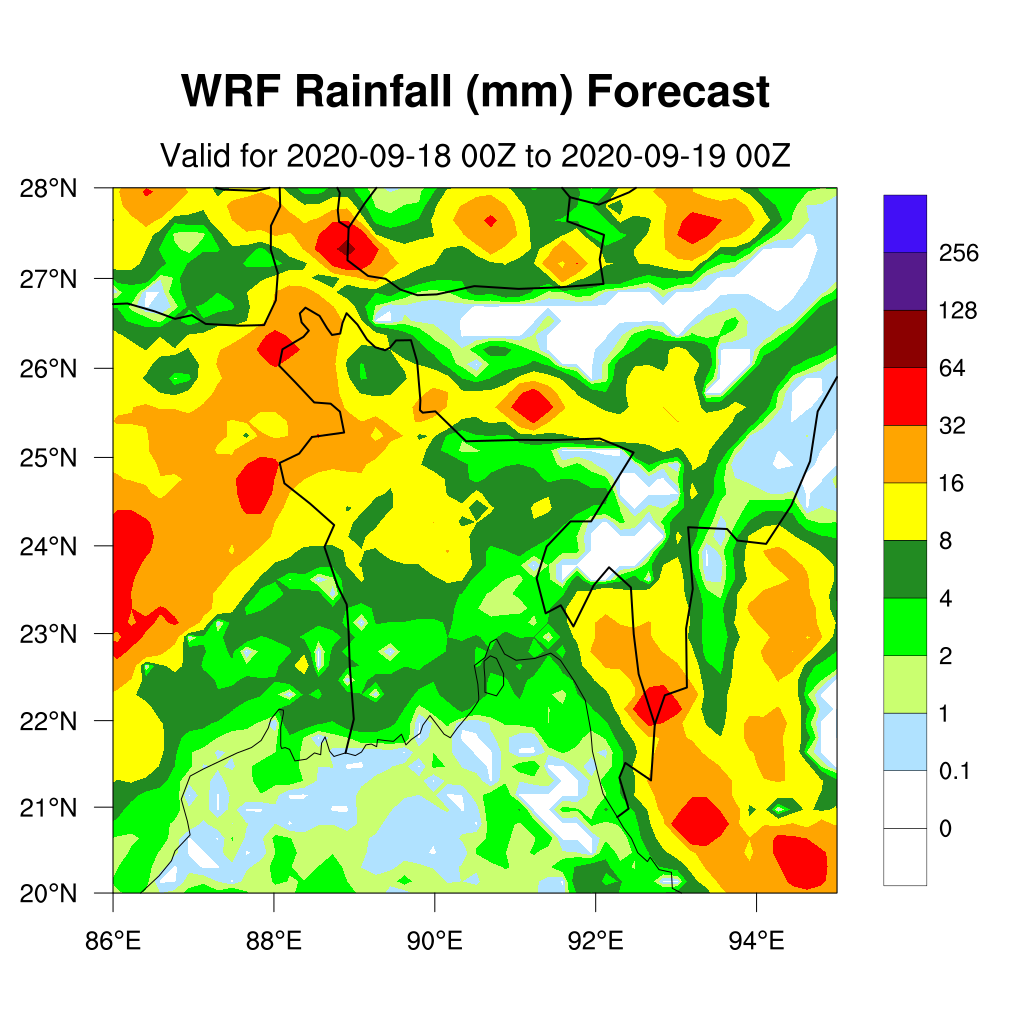 WRF Rainfall (mm) Forecast
Valid for 2020-09-18 00Z to 2020-09-19 00Z
28°N
27°N
26°N
25°N
24°N
23°N
22°N
21°N
20°N
86°E 88°E 90°E 92°E 94°E
256
128
64
32
16
8
4
2
1
0.1
0